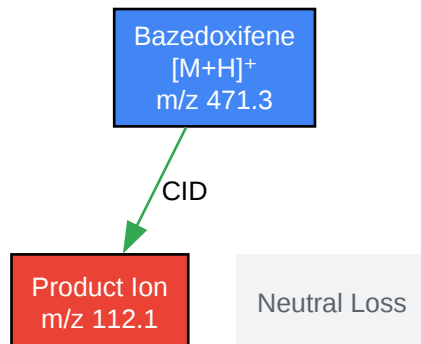 Bazedoxifene
[M+H]⁺
m/z 471.3
CID
Product Ion
m/z 112.1
Neutral Loss